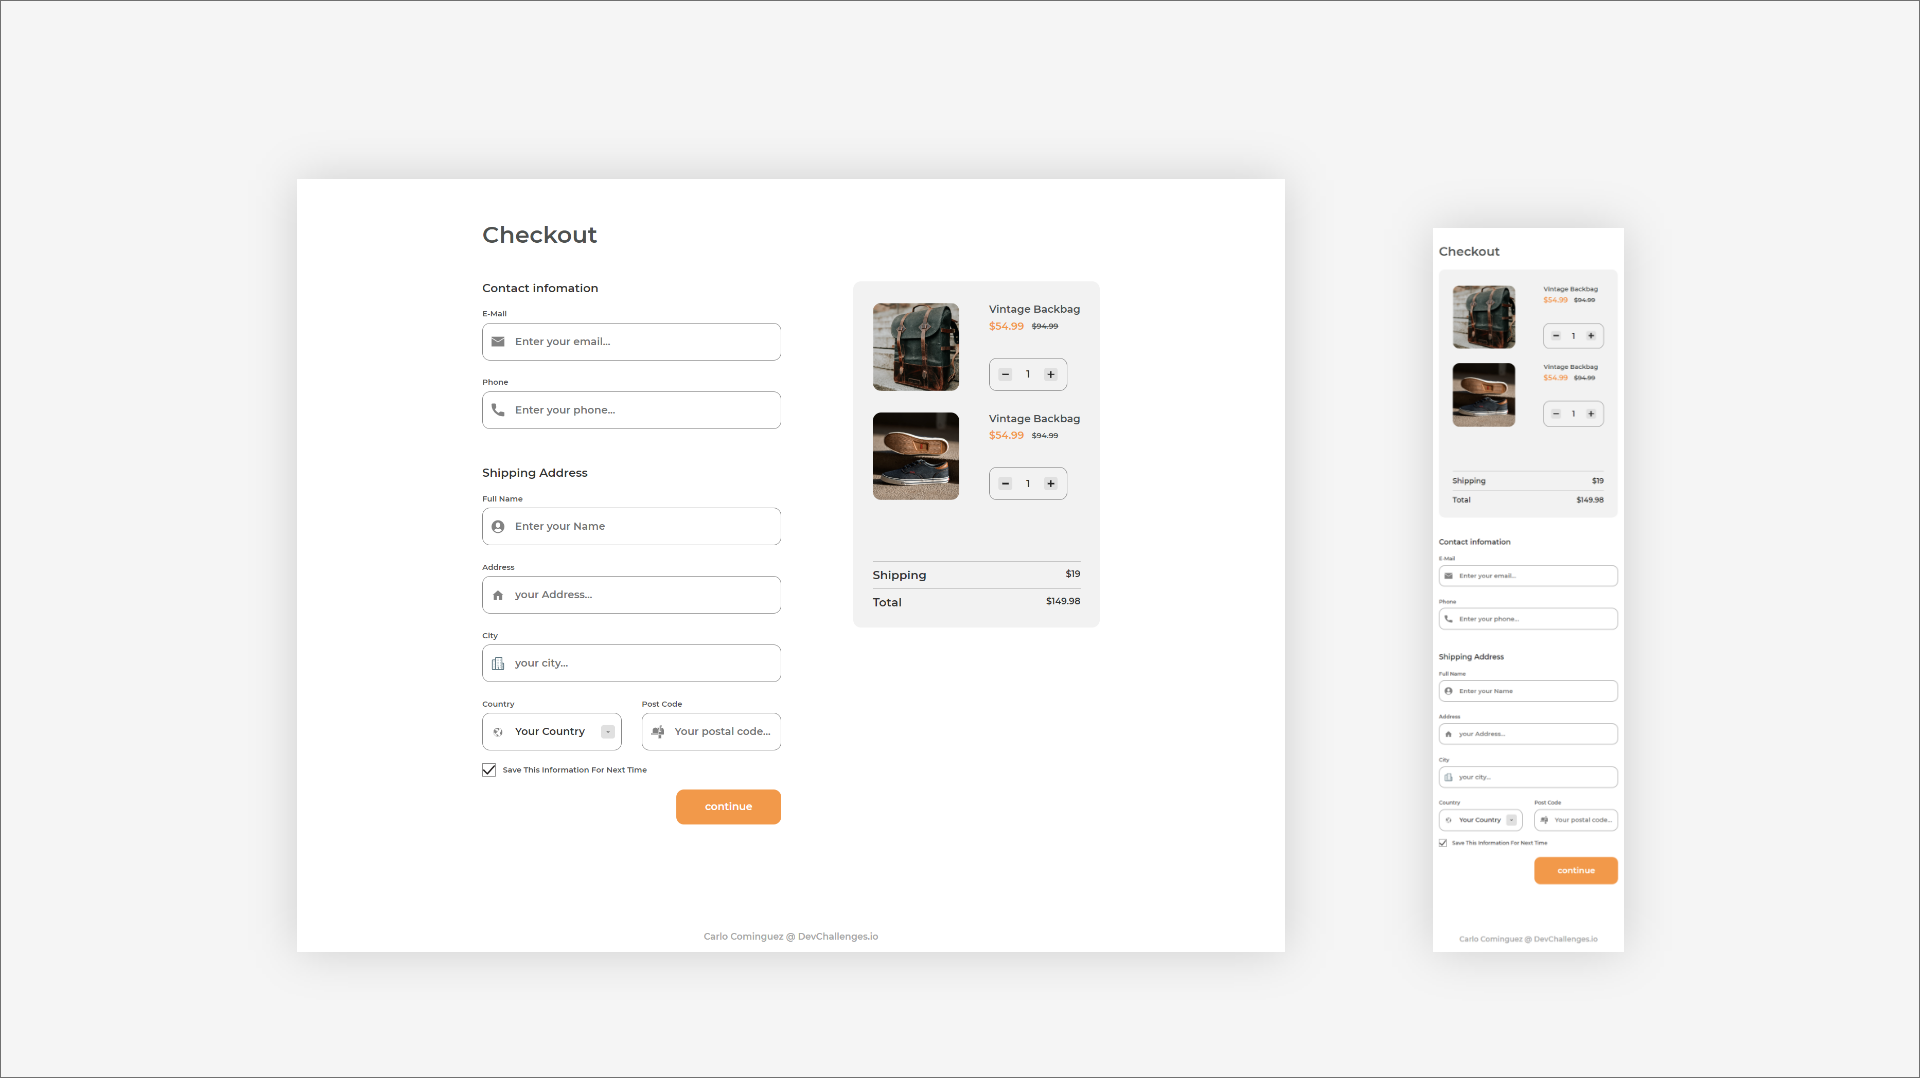 Checkout
Contact infomation
E-Mail
Enter your email...
Phone
Enter your phone...
Shipping Address
Full Name
Enter your Name
Address
your Address...
City
your city...
Country
Post Code
Your Country
Your postal code...
Save This Information For Next Time
continue
Vintage Backbag
$54.99 $94.99
− 1 +
Vintage Backbag
$54.99 $94.99
− 1 +
Shipping $19
Total $149.98
Carlo Cominguez @ DevChallenges.io
Checkout
Vintage Backbag
$54.99 $94.99
− 1 +
Vintage Backbag
$54.99 $94.99
− 1 +
Shipping $19
Total $149.98
Contact infomation
E-Mail
Enter your email...
Phone
Enter your phone...
Shipping Address
Full Name
Enter your Name
Address
your Address...
City
your city...
Country
Post Code
Your Country
Your postal code...
Save This Information For Next Time
continue
Carlo Cominguez @ DevChallenges.io